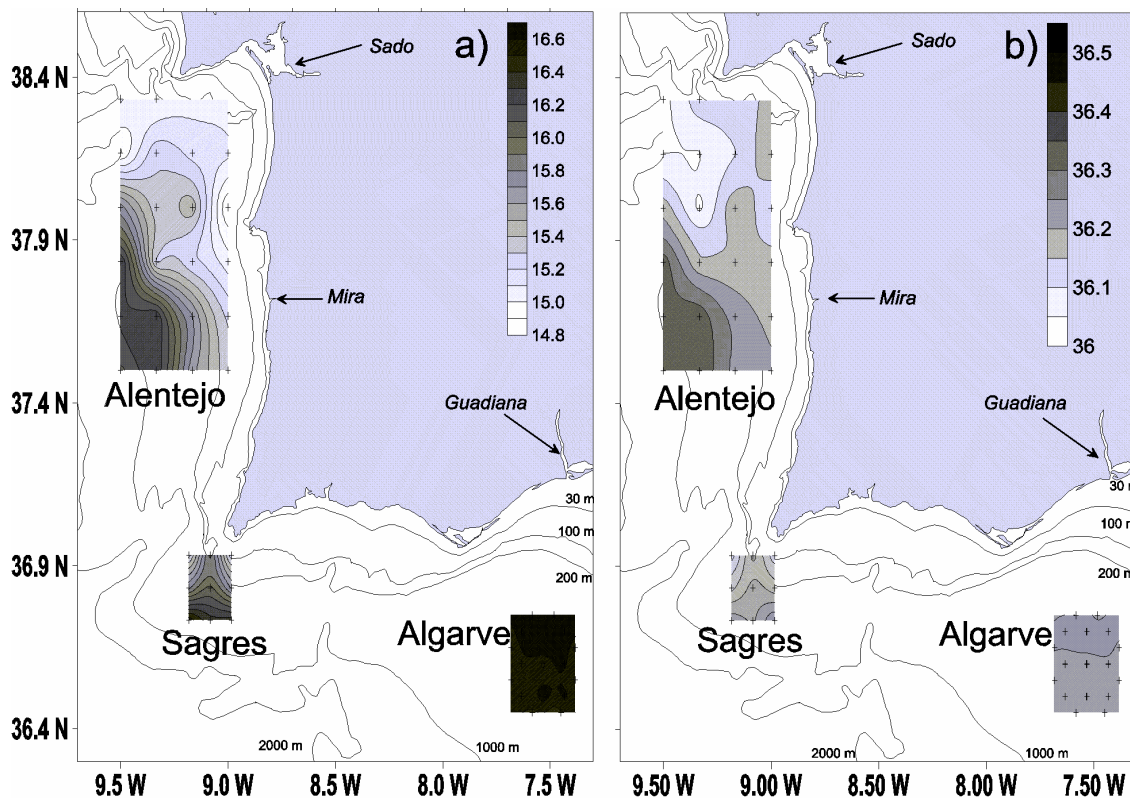 a)
Sado
16.6
16.4
16.2
16.0
15.8
15.6
15.4
15.2
15.0
14.8
Mira
Alentejo
Guadiana
30 m
100 m
200 m
Sagres
Algarve
2000 m
1000 m
38.4 N
37.9 N
37.4 N
36.9 N
36.4 N
9.5 W
9.0 W
8.5 W
8.0 W
7.5 W
b)
Sado
36.5
36.4
36.3
36.2
36.1
36
Mira
Alentejo
Guadiana
30 m
100 m
200 m
Sagres
Algarve
2000 m
1000 m
9.50 W
9.00 W
8.50 W
8.00 W
7.50 W